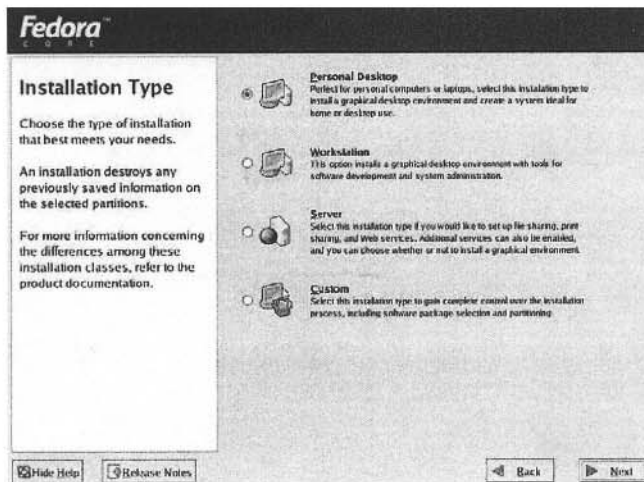 Fedora™
CORE
Installation Type
Choose the type of installation
that best meets your needs.
An installation destroys any
previously saved information on
the selected partitions.
For more information concerning
the differences among these
installation classes, refer to the
product documentation.
Personal Desktop
Perfect for personal computers or laptops, select this installation type to
install a graphical desktop environment and create a system ideal for
home or desktop use.
Workstation
This option installs a graphical desktop environment with tools for
software development and system administration.
Server
Select this installation type if you would like to set up file sharing, print
sharing, and Web services. Additional services can also be enabled,
and you can choose whether or not to install a graphical environment.
Custom
Select this installation type to gain complete control over the installation
process, including software package selection and partitioning.
Hide Help
Release Notes
Back
Next